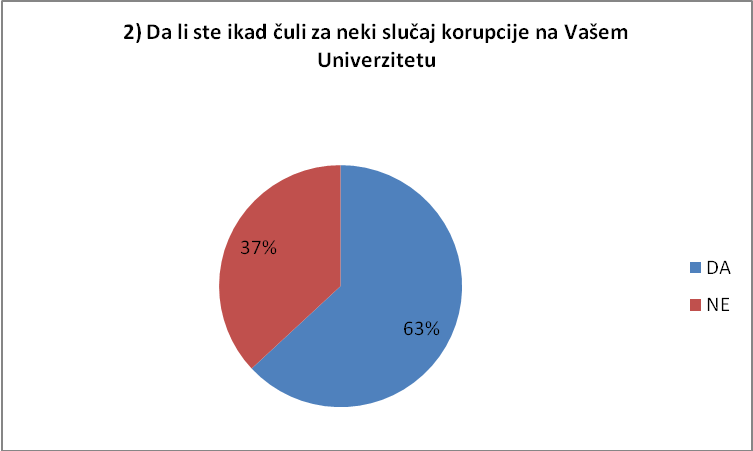 2) Da li ste ikad čuli za neki slučaj korupcije na Vašem
Univerzitetu
37%
63%
DA
NE